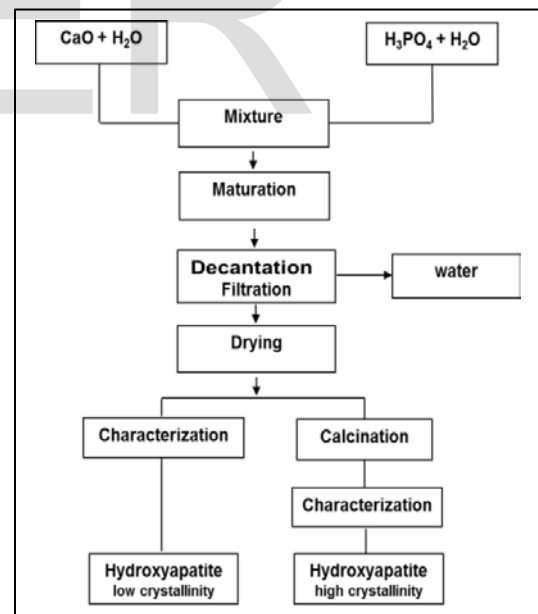 CaO + H₂O
H₃PO₄ + H₂O
Mixture
Maturation
Decantation
Filtration
water
Drying
Characterization
Calcination
Characterization
Hydroxyapatite
low crystallinity
Hydroxyapatite
high crystallinity